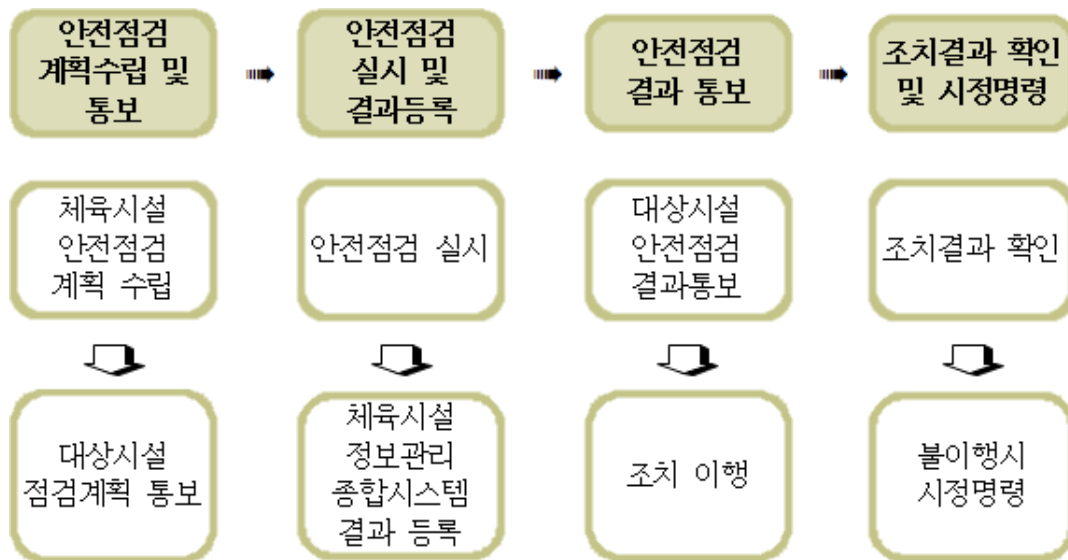 안전점검
계획수립 및
통보
안전점검
실시 및
결과등록
안전점검
결과 통보
조치결과 확인
및 시정명령
체육시설
안전점검
계획 수립
안전점검 실시
대상시설
안전점검
결과통보
조치결과 확인
대상시설
점검계획 통보
체육시설
정보관리
종합시스템
결과 등록
조치 이행
불이행시
시정명령